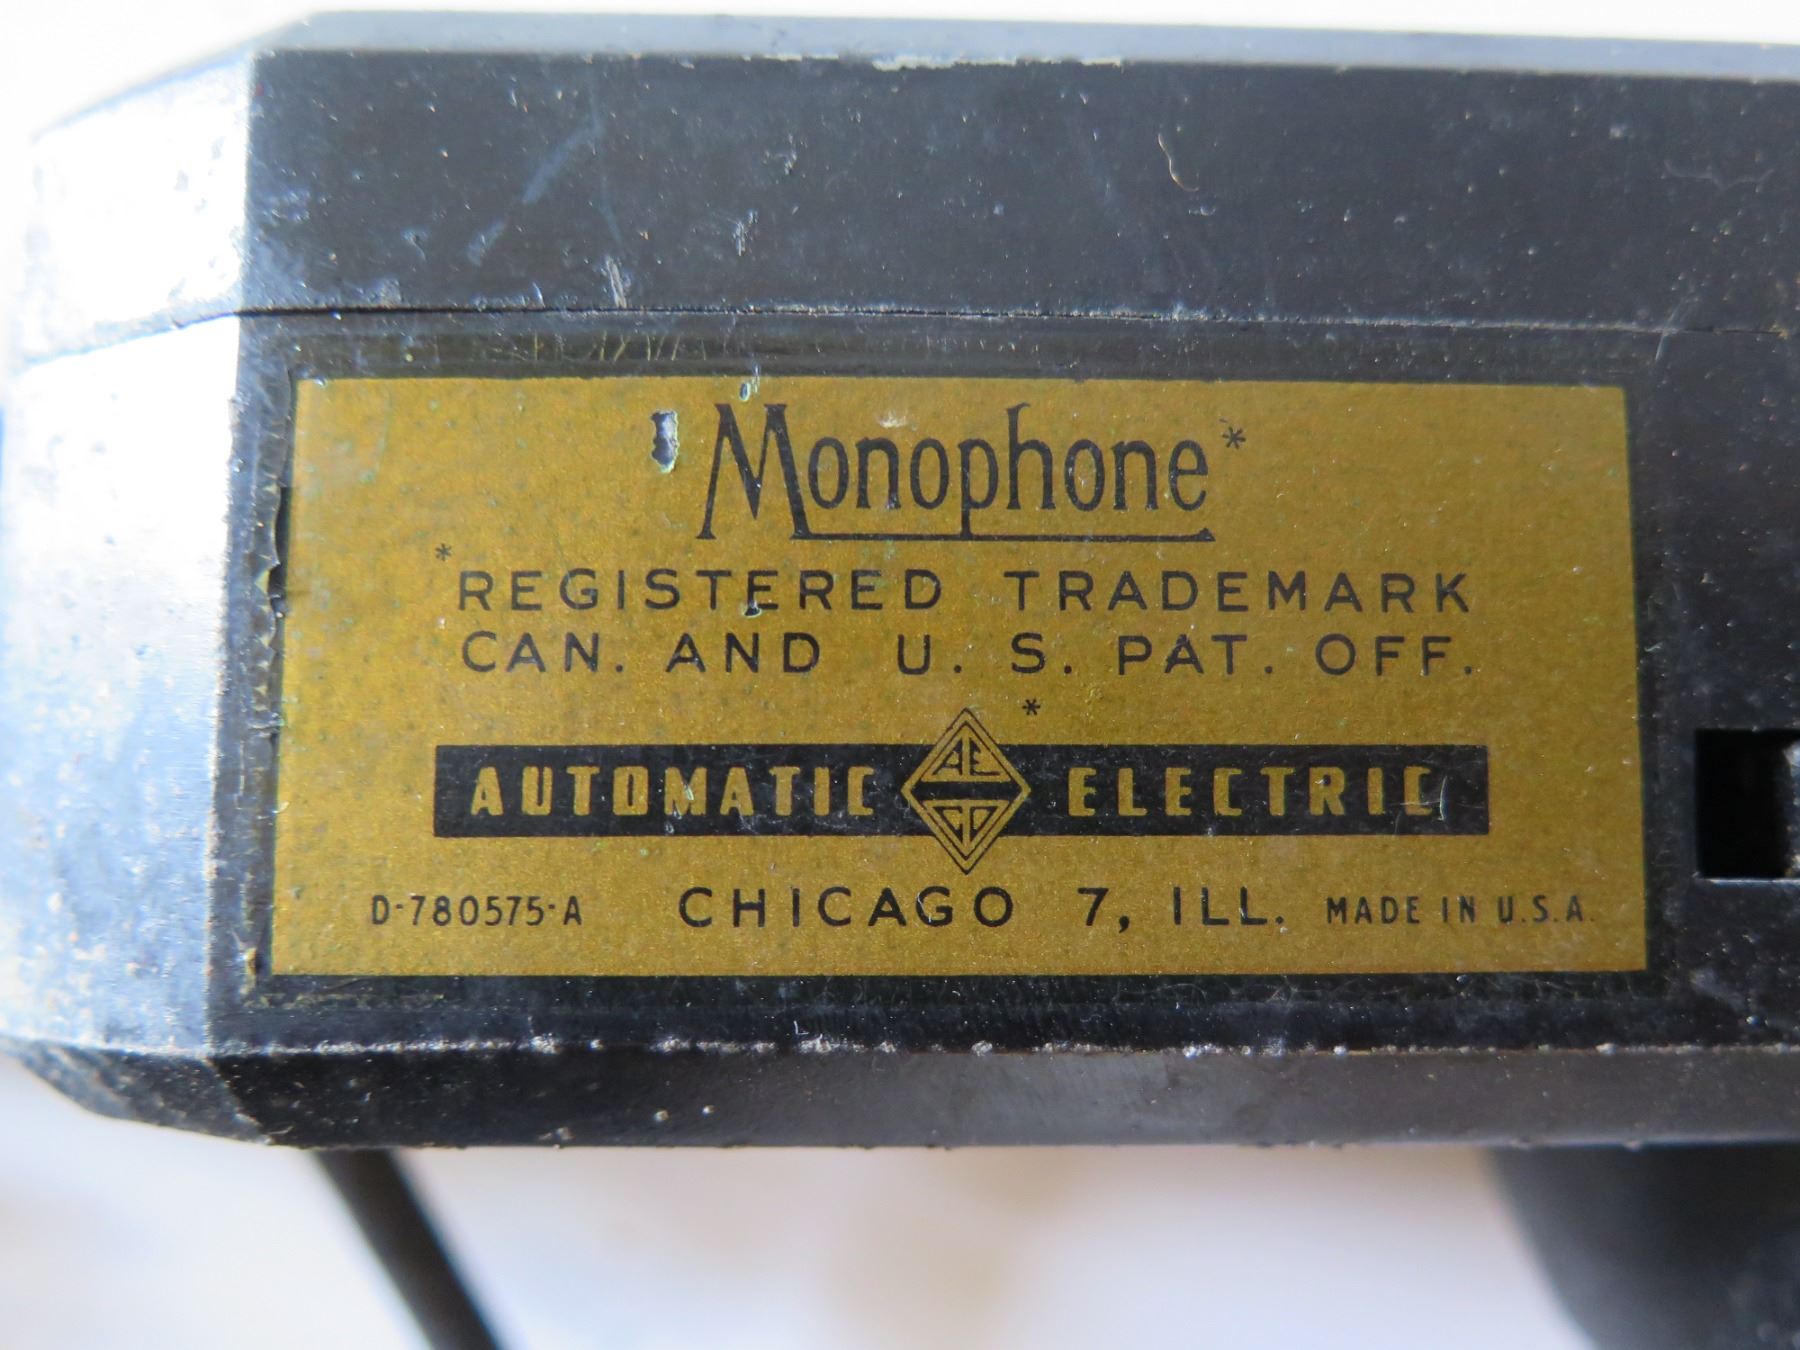 Monophone*
*REGISTERED TRADEMARK
CAN. AND U. S. PAT. OFF.
*
AUTOMATIC AE CO ELECTRIC
D-780575-A CHICAGO 7, ILL. MADE IN U.S.A.